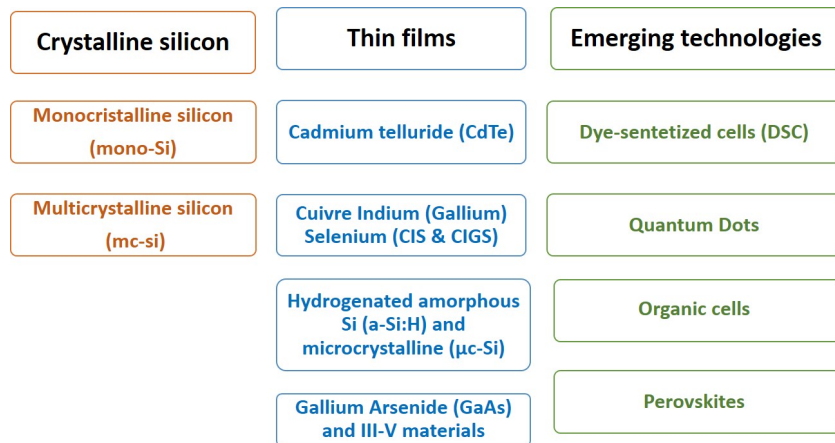 Crystalline silicon
Monocristalline silicon
(mono-Si)
Multicrystalline silicon
(mc-si)
Thin films
Cadmium telluride (CdTe)
Cuivre Indium (Gallium)
Selenium (CIS & CIGS)
Hydrogenated amorphous
Si (a-Si:H) and
microcrystalline (μc-Si)
Gallium Arsenide (GaAs)
and III-V materials
Emerging technologies
Dye-sentetized cells (DSC)
Quantum Dots
Organic cells
Perovskites